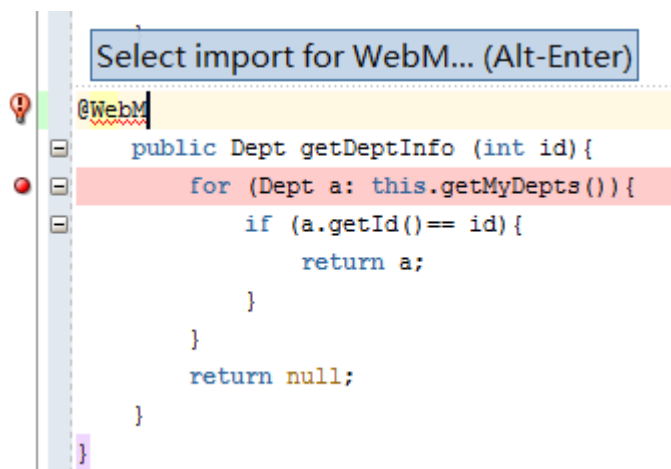 }
Select import for WebM... (Alt-Enter)
@WebM
public Dept getDeptInfo (int id){
for (Dept a: this.getMyDepts()){
if (a.getId()== id){
return a;
}
}
return null;
}
}